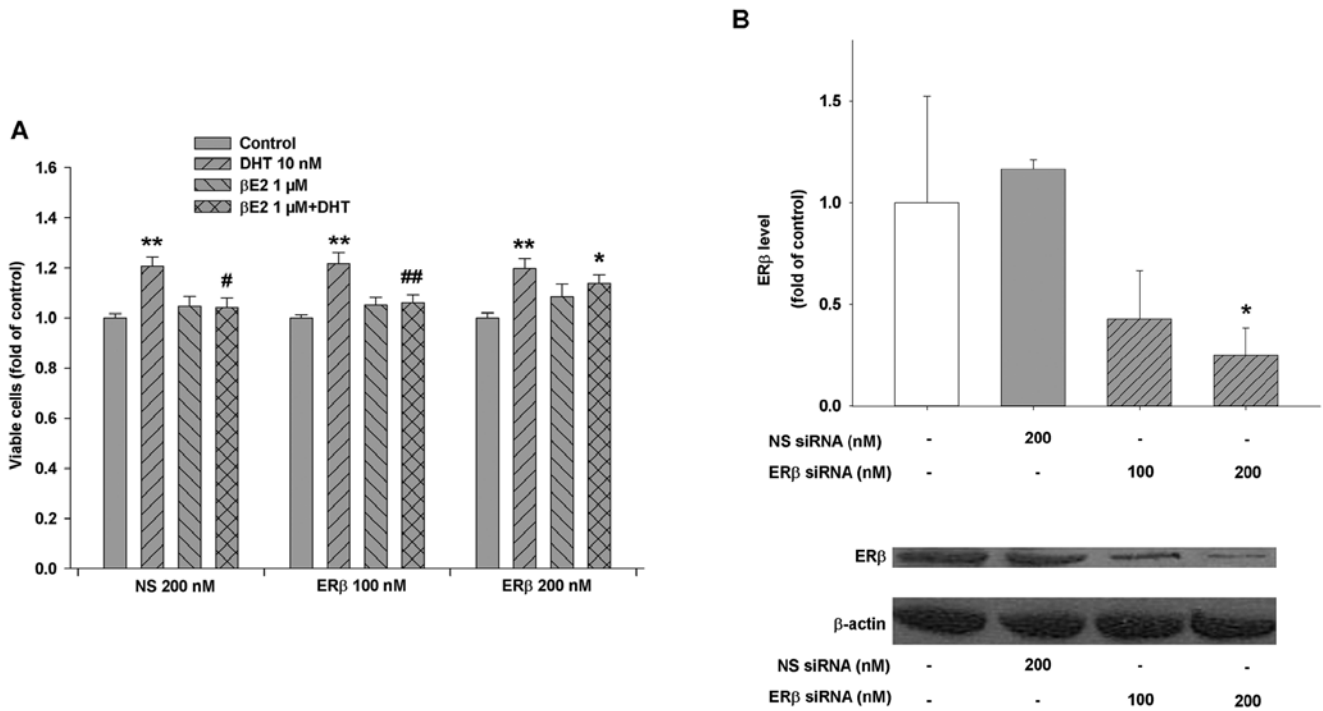 A
Control
DHT 10 nM
βE2 1 µM
βE2 1 µM+DHT
Viable cells (fold of control)
1.6
1.4
1.2
1.0
0.8
0.6
0.4
0.2
0.0
** # ** ## ** *
NS 200 nM ERβ 100 nM ERβ 200 nM
B
ERβ level
(fold of control)
1.5
1.0
0.5
0.0
*
NS siRNA (nM) - 200 - -
ERβ siRNA (nM) - - 100 200
ERβ
β-actin
NS siRNA (nM) - 200 - -
ERβ siRNA (nM) - - 100 200